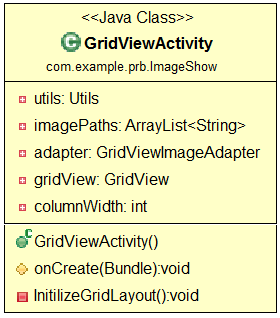 <<Java Class>>
C GridViewActivity
com.example.prb.ImageShow
utils: Utils
imagePaths: ArrayList<String>
adapter: GridViewImageAdapter
gridView: GridView
columnWidth: int
C GridViewActivity()
onCreate(Bundle):void
InitilizeGridLayout():void